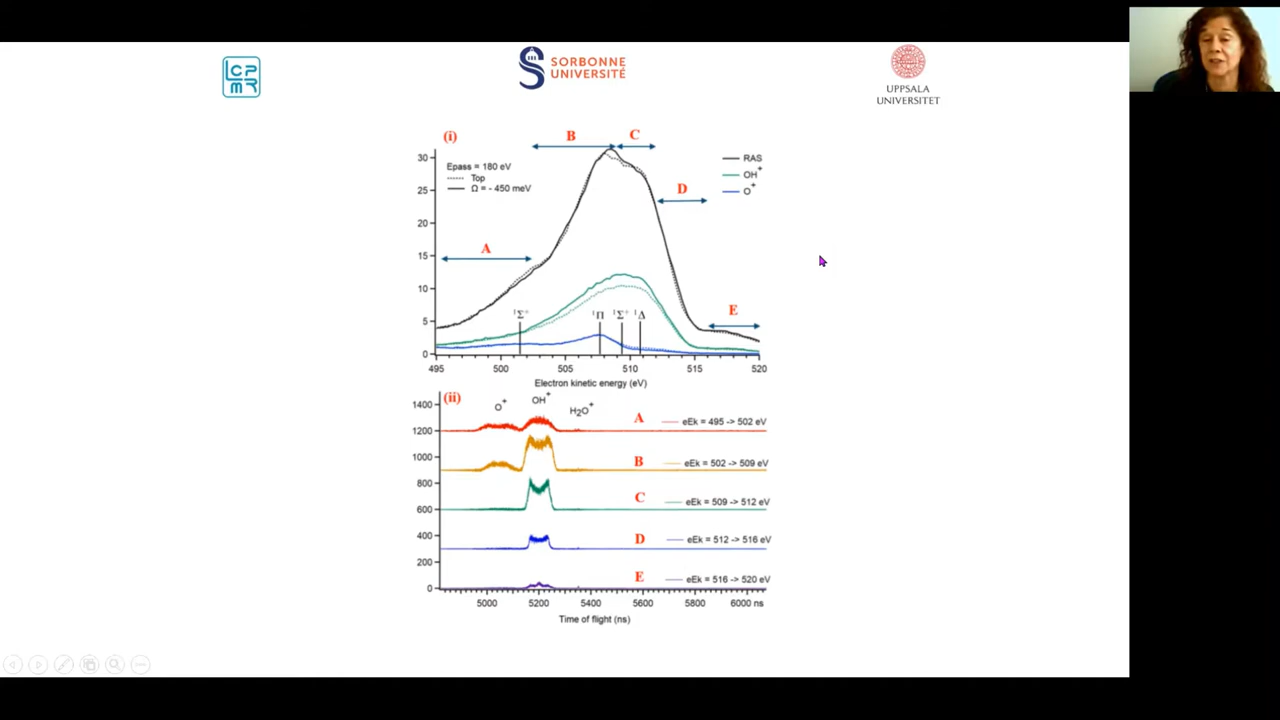 LCP
MR
SORBONNE
UNIVERSITÉ
UPPSALA
UNIVERSITET
(i)
B
C
Epass = 180 eV
Top
Ω = - 450 meV
RAS
OH+
O+
D
A
E
1Σ+
1Π
1Σ+
1Δ
30
25
20
15
10
5
0
495
500
505
510
515
520
Electron kinetic energy (eV)
(ii)
O+
OH+
H2O+
1400
1200
1000
800
600
400
200
0
A
eEk = 495 -> 502 eV
B
eEk = 502 -> 509 eV
C
eEk = 509 -> 512 eV
D
eEk = 512 -> 516 eV
E
eEk = 516 -> 520 eV
5000
5200
5400
5600
5800
6000 ns
Time of flight (ns)